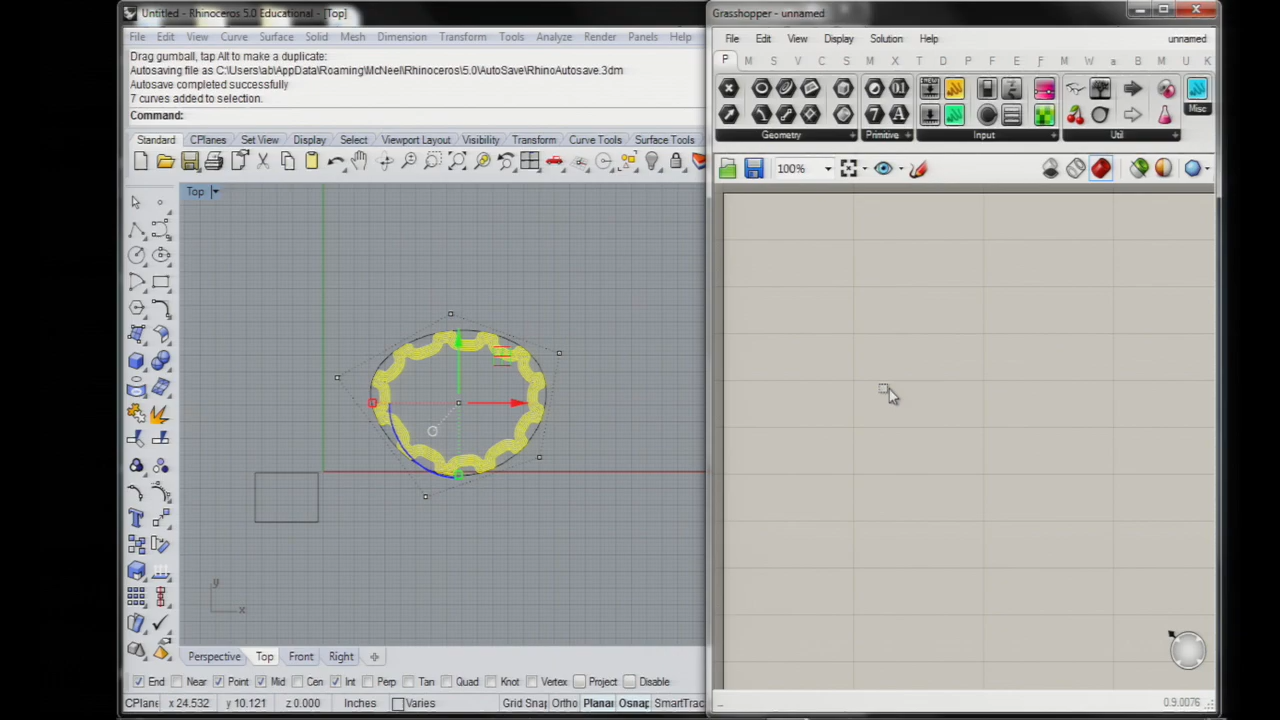 Untitled - Rhinoceros 5.0 Educational - [Top]
File Edit View Curve Surface Solid Mesh Dimension Transform Tools Analyze Render Panels Help
Drag gumball, tap Alt to make a duplicate:
Autosaving file as C:\Users\ab\AppData\Roaming\McNeel\Rhinoceros\5.0\AutoSave\RhinoAutosave.3dm
Autosave completed successfully
7 curves added to selection.
Command:
Standard CPlanes Set View Display Select Viewport Layout Visibility Transform Curve Tools Surface Tools
Top
y
x
Perspective Top Front Right
End Near Point Mid Cen Int Perp Tan Quad Knot Vertex Project Disable
CPlane x 24.532 y 10.121 z 0.000 Inches Varies Grid Snap Ortho Planar Osnap SmartTrac
Grasshopper - unnamed
File Edit View Display Solution Help unnamed
P M S V C S M X T D P F E F M W a B M U K
Geometry Primitive Input Util
Misc
100%
0.9.0076